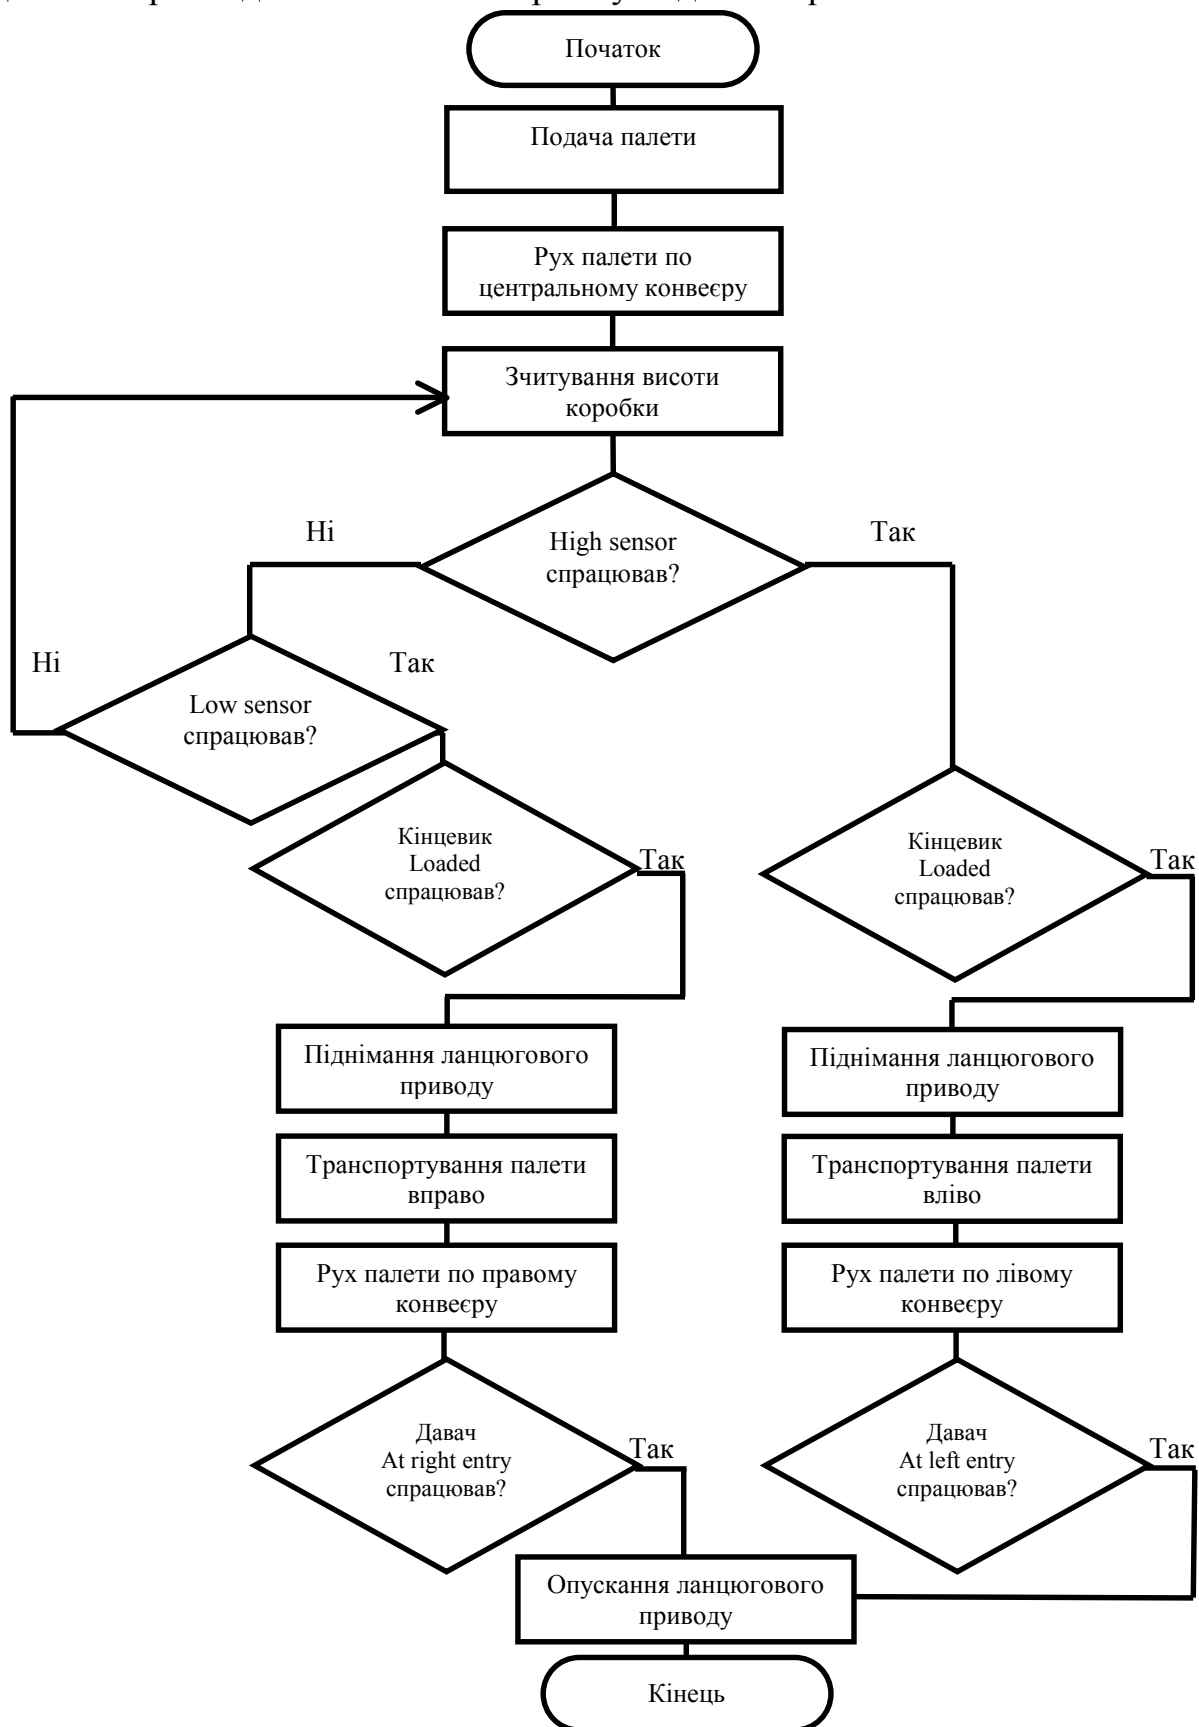 Початок
Подача палети
Рух палети по
центральному конвеєру
Зчитування висоти
коробки
Ні
High sensor
спрацював?
Так
Ні
Low sensor
спрацював?
Так
Кінцевик
Loaded
спрацював?
Так
Кінцевик
Loaded
спрацював?
Так
Піднімання ланцюгового
приводу
Піднімання ланцюгового
приводу
Транспортування палети
вправо
Транспортування палети
вліво
Рух палети по правому
конвеєру
Рух палети по лівому
конвеєру
Давач
At right entry
спрацював?
Так
Давач
At left entry
спрацював?
Так
Опускання ланцюгового
приводу
Кінець